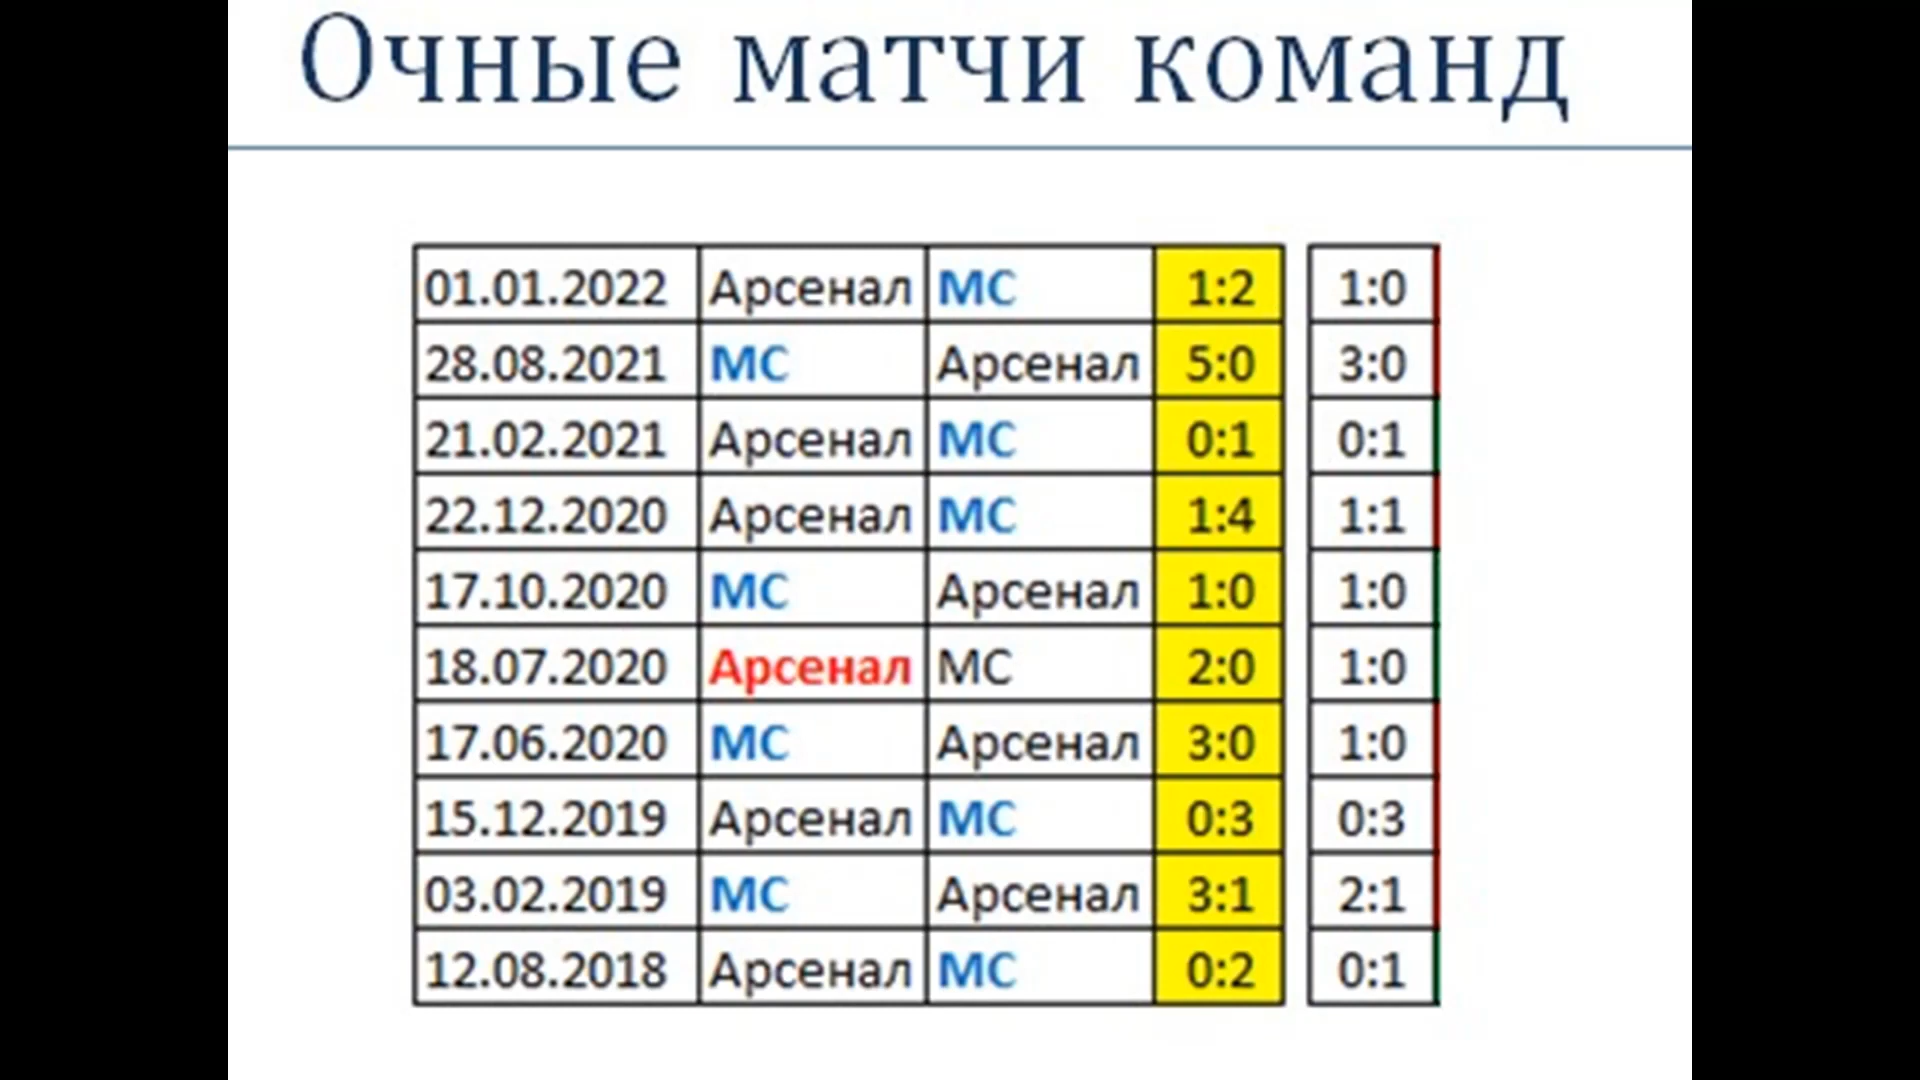 Очные матчи команд
01.01.2022 Арсенал МС 1:2 1:0
28.08.2021 МС Арсенал 5:0 3:0
21.02.2021 Арсенал МС 0:1 0:1
22.12.2020 Арсенал МС 1:4 1:1
17.10.2020 МС Арсенал 1:0 1:0
18.07.2020 Арсенал МС 2:0 1:0
17.06.2020 МС Арсенал 3:0 1:0
15.12.2019 Арсенал МС 0:3 0:3
03.02.2019 МС Арсенал 3:1 2:1
12.08.2018 Арсенал МС 0:2 0:1